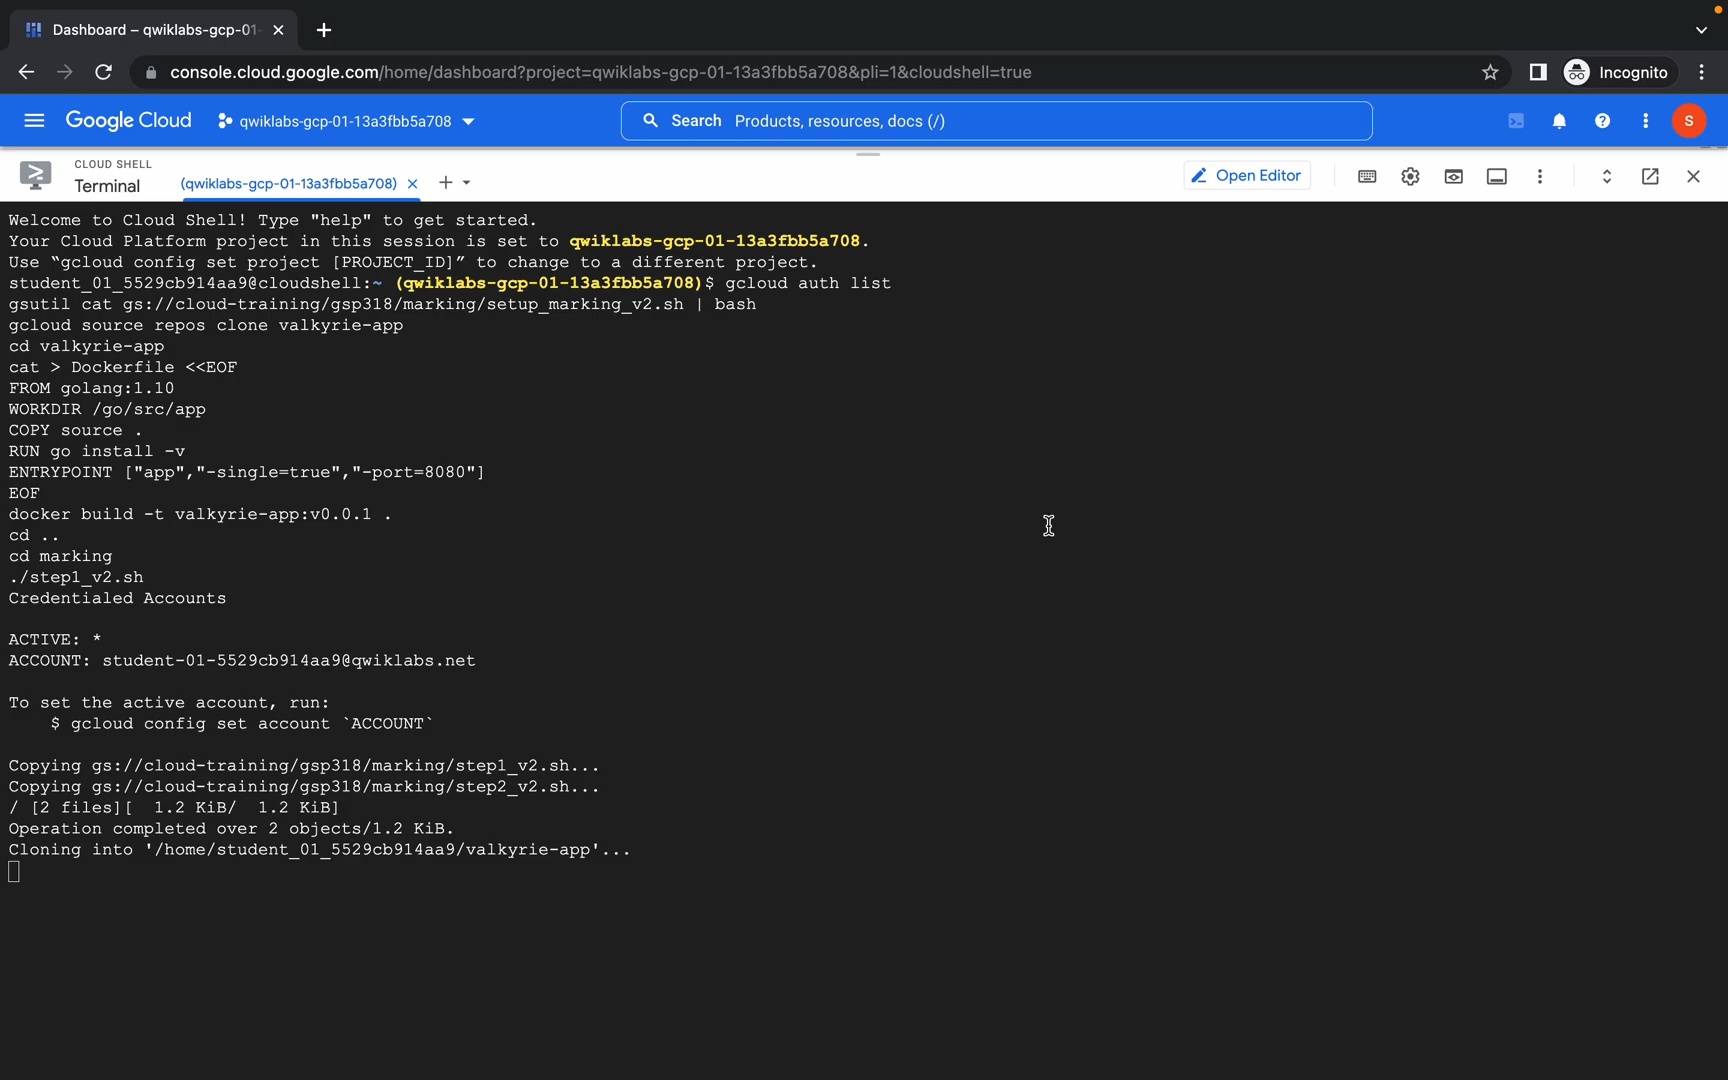 Dashboard – qwiklabs-gcp-01-
console.cloud.google.com/home/dashboard?project=qwiklabs-gcp-01-13a3fbb5a708&pli=1&cloudshell=true
Incognito
Google Cloud
qwiklabs-gcp-01-13a3fbb5a708
Search Products, resources, docs (/)
S
CLOUD SHELL
Terminal
(qwiklabs-gcp-01-13a3fbb5a708)
Open Editor
Welcome to Cloud Shell! Type "help" to get started.
Your Cloud Platform project in this session is set to qwiklabs-gcp-01-13a3fbb5a708.
Use “gcloud config set project [PROJECT_ID]” to change to a different project.
student_01_5529cb914aa9@cloudshell:~ (qwiklabs-gcp-01-13a3fbb5a708)$ gcloud auth list
gsutil cat gs://cloud-training/gsp318/marking/setup_marking_v2.sh | bash
gcloud source repos clone valkyrie-app
cd valkyrie-app
cat > Dockerfile <<EOF
FROM golang:1.10
WORKDIR /go/src/app
COPY source .
RUN go install -v
ENTRYPOINT ["app","-single=true","-port=8080"]
EOF
docker build -t valkyrie-app:v0.0.1 .
cd ..
cd marking
./step1_v2.sh
Credentialed Accounts
ACTIVE: *
ACCOUNT: student-01-5529cb914aa9@qwiklabs.net
To set the active account, run:
$ gcloud config set account `ACCOUNT`
Copying gs://cloud-training/gsp318/marking/step1_v2.sh...
Copying gs://cloud-training/gsp318/marking/step2_v2.sh...
/ [2 files][  1.2 KiB/  1.2 KiB]
Operation completed over 2 objects/1.2 KiB.
Cloning into '/home/student_01_5529cb914aa9/valkyrie-app'...